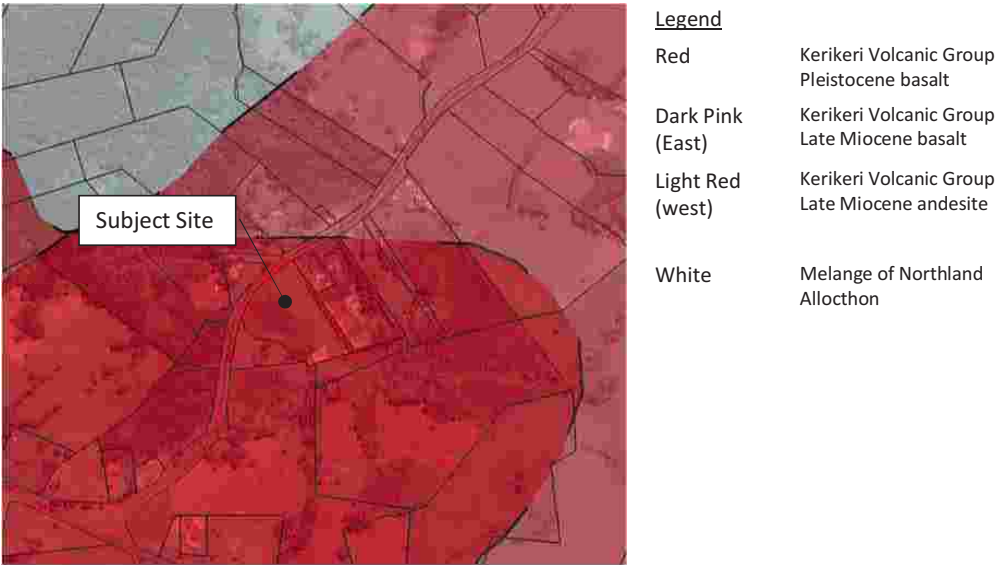 Subject Site
Legend
Red
Kerikeri Volcanic Group
Pleistocene basalt
Dark Pink
(East)
Kerikeri Volcanic Group
Late Miocene basalt
Light Red
(west)
Kerikeri Volcanic Group
Late Miocene andesite
White
Melange of Northland
Allocthon